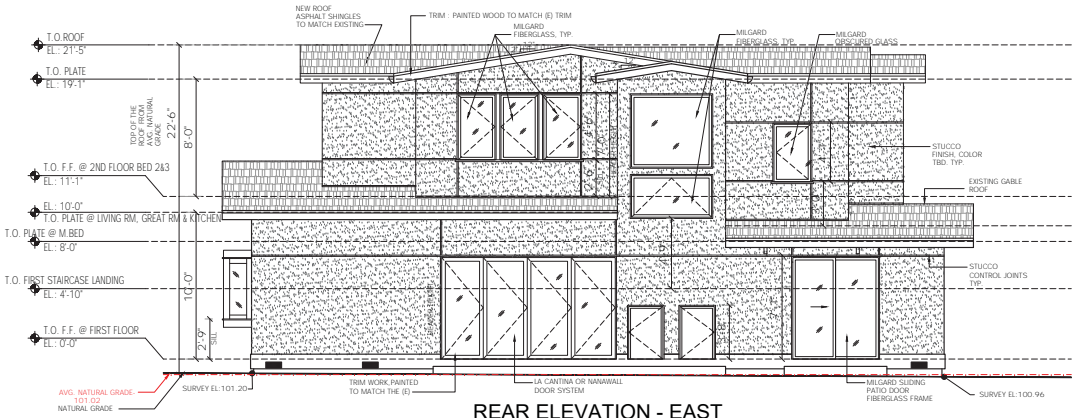 NEW ROOF
ASPHALT SHINGLES
TO MATCH EXISTING
TRIM : PAINTED WOOD TO MATCH (E) TRIM
MILGARD
FIBERGLASS, TYP.
MILGARD
FIBERGLASS, TYP
MILGARD
OBSCURED GLASS
T.O.ROOF
EL.: 21'-5"
T.O. PLATE
EL.: 19'-1"
TOP OF THE
ROOF FROM
AVG. NATURAL
GRADE
22'-6"
8'-0"
STUCCO
FINISH, COLOR
TBD. TYP.
T.O. F.F. @ 2ND FLOOR BED 2&3
EL.: 11'-1"
EXISTING GABLE
ROOF
EL.: 10'-0"
T.O. PLATE @ LIVING RM, GREAT RM & KITCHEN
T.O. PLATE @ M.BED
EL.: 8'-0"
STUCCO
CONTROL JOINTS
TYP.
T.O. FIRST STAIRCASE LANDING
EL.: 4'-10"
10'-0"
T.O. F.F. @ FIRST FLOOR
EL.: 0'-0"
2'-9"
SILL
AVG. NATURAL GRADE-
101.02
NATURAL GRADE
SURVEY EL:101.20
TRIM WORK,PAINTED
TO MATCH THE (E)
LA CANTINA OR NANAWALL
DOOR SYSTEM
MILGARD SLIDING
PATIO DOOR
FIBERGLASS FRAME
SURVEY EL:100.96
REAR ELEVATION - EAST